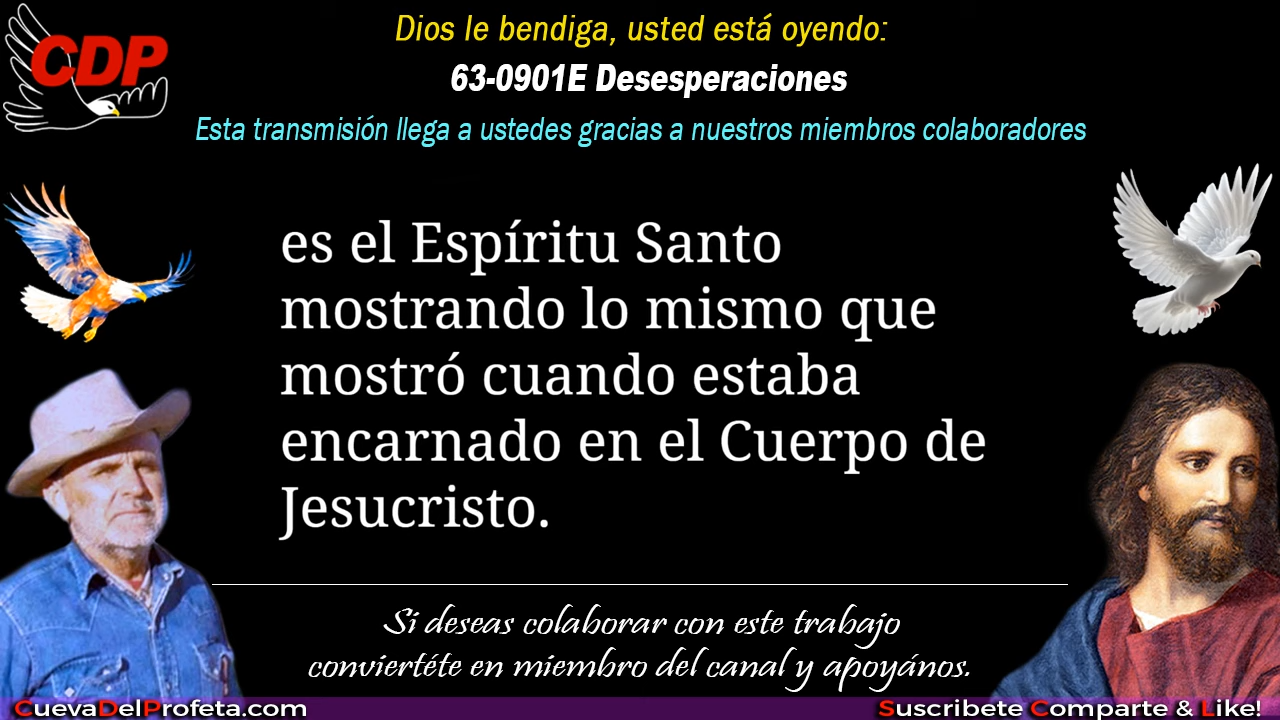 CDP
Dios le bendiga, usted está oyendo:
63-0901E Desesperaciones
Esta transmisión llega a ustedes gracias a nuestros miembros colaboradores
es el Espíritu Santo
mostrando lo mismo que
mostró cuando estaba
encarnado en el Cuerpo de
Jesucristo.
Si deseas colaborar con este trabajo
conviertéte en miembro del canal y apoyános.
CuevaDelProfeta.com
Suscribete Comparte & Like!